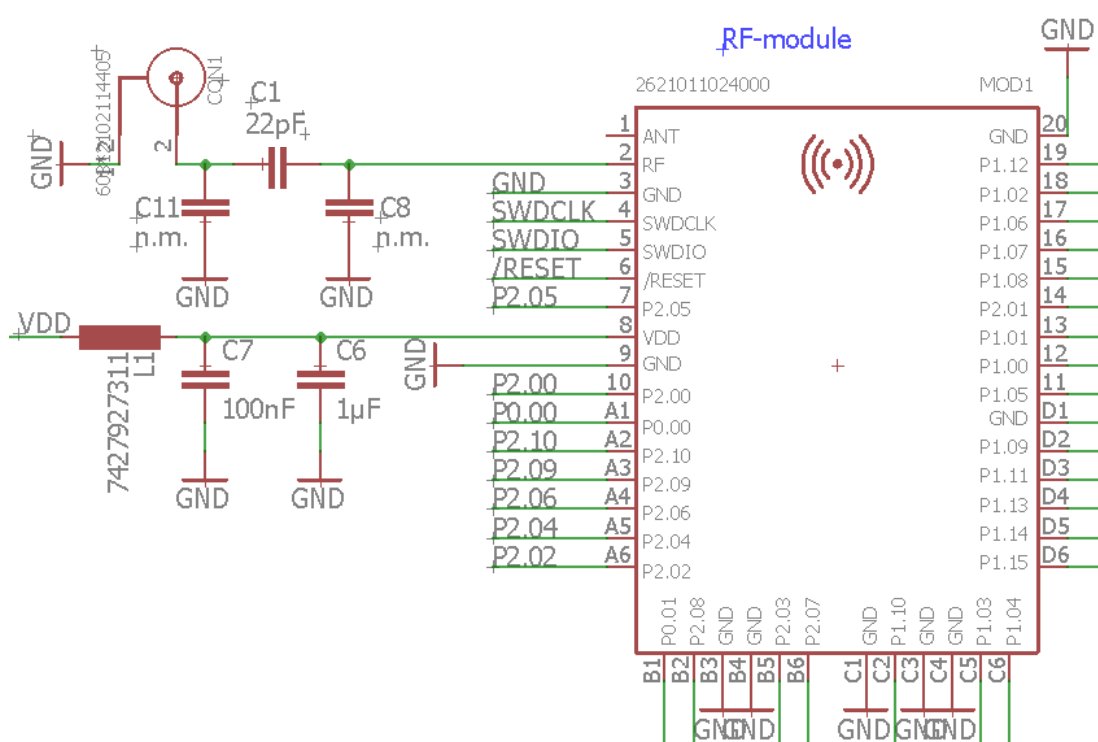 RF-module
GND
2621011024000
MOD1
CON1
C1
22pF
GND
1
2
C11
n.m.
C8
n.m.
GND
GND
GND
SWDCLK
SWDIO
/RESET
P2.05
VDD
L1
7427927311
C7
100nF
C6
1µF
GND
GND
GND
P2.00
P0.00
P2.10
P2.09
P2.06
P2.04
P2.02
1 ANT
2 RF
3 GND
4 SWDCLK
5 SWDIO
6 /RESET
7 P2.05
8 VDD
9 GND
10 P2.00
A1 P0.00
A2 P2.10
A3 P2.09
A4 P2.06
A5 P2.04
A6 P2.02
GND 20
P1.12 19
P1.02 18
P1.06 17
P1.07 16
P1.08 15
P2.01 14
P1.01 13
P1.00 12
P1.05 11
GND D1
P1.09 D2
P1.11 D3
P1.13 D4
P1.14 D5
P1.15 D6
P0.01 P2.08 GND GND P2.03 P2.07 GND P1.10 GND GND P1.03 P1.04
B1 B2 B3 B4 B5 B6 C1 C2 C3 C4 C5 C6
GND GND GND GND GND